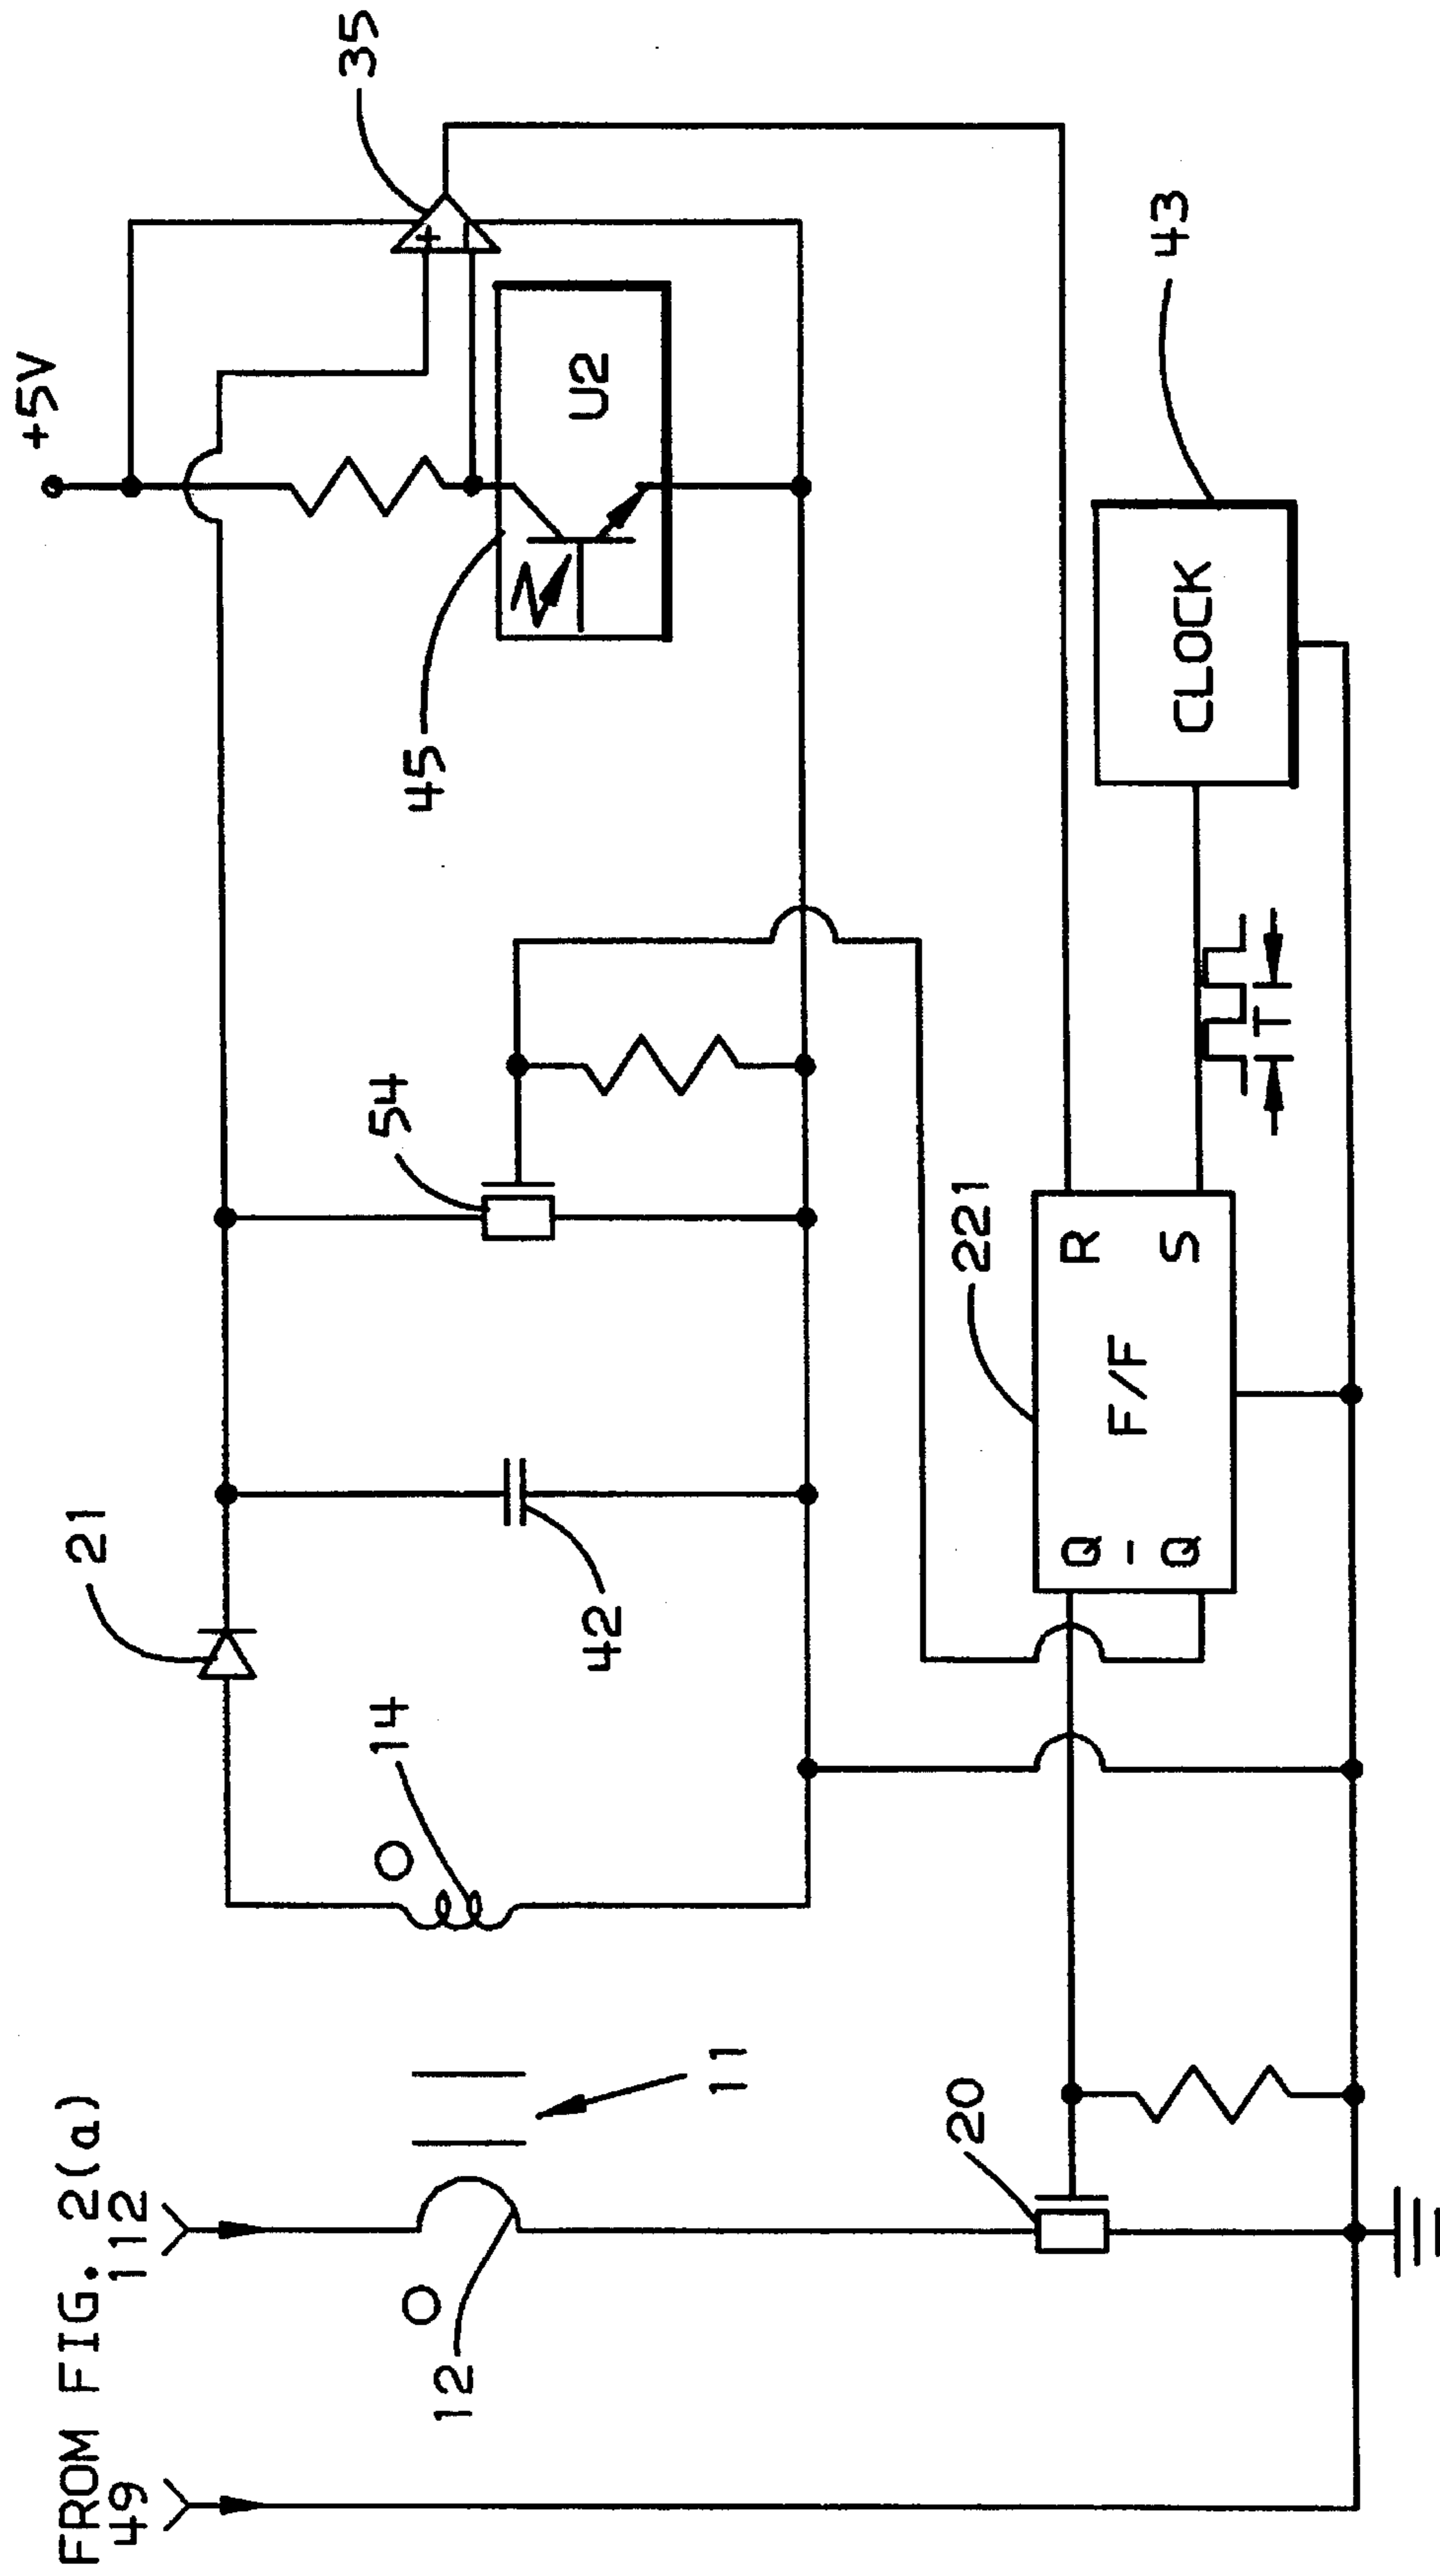 FROM FIG. 2(a)
49
112
12
11
14
21
42
54
45
+5V
35
U2
20
221
Q
R
F/F
Q
S
T
CLOCK
43